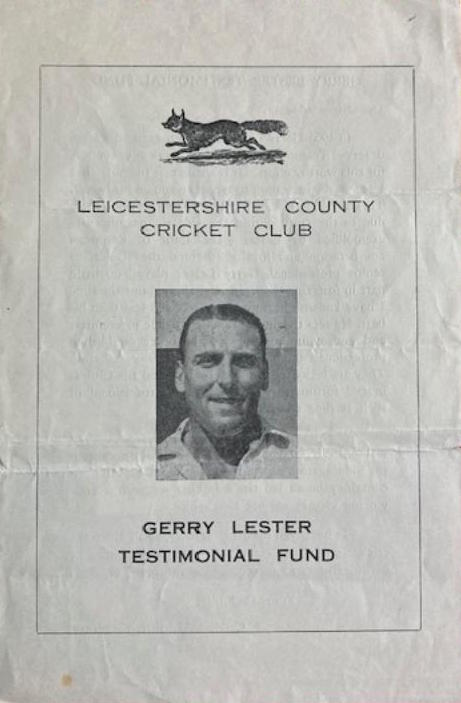 LEICESTERSHIRE COUNTY
CRICKET CLUB
GERRY LESTER
TESTIMONIAL FUND